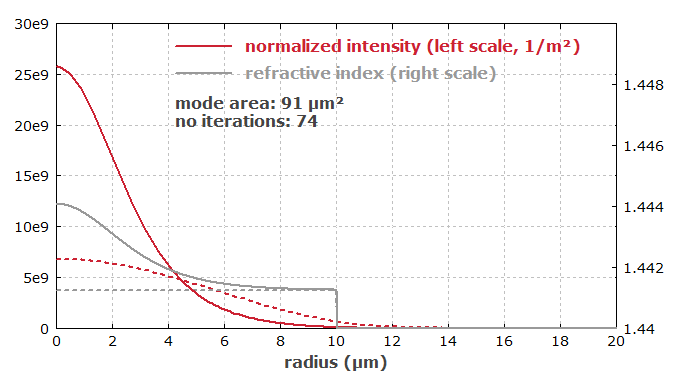 30e9
25e9
20e9
15e9
10e9
5e9
0
normalized intensity (left scale, 1/m²)
refractive index (right scale)
mode area: 91 µm²
no iterations: 74
1.448
1.446
1.444
1.442
1.44
0 2 4 6 8 10 12 14 16 18 20
radius (µm)